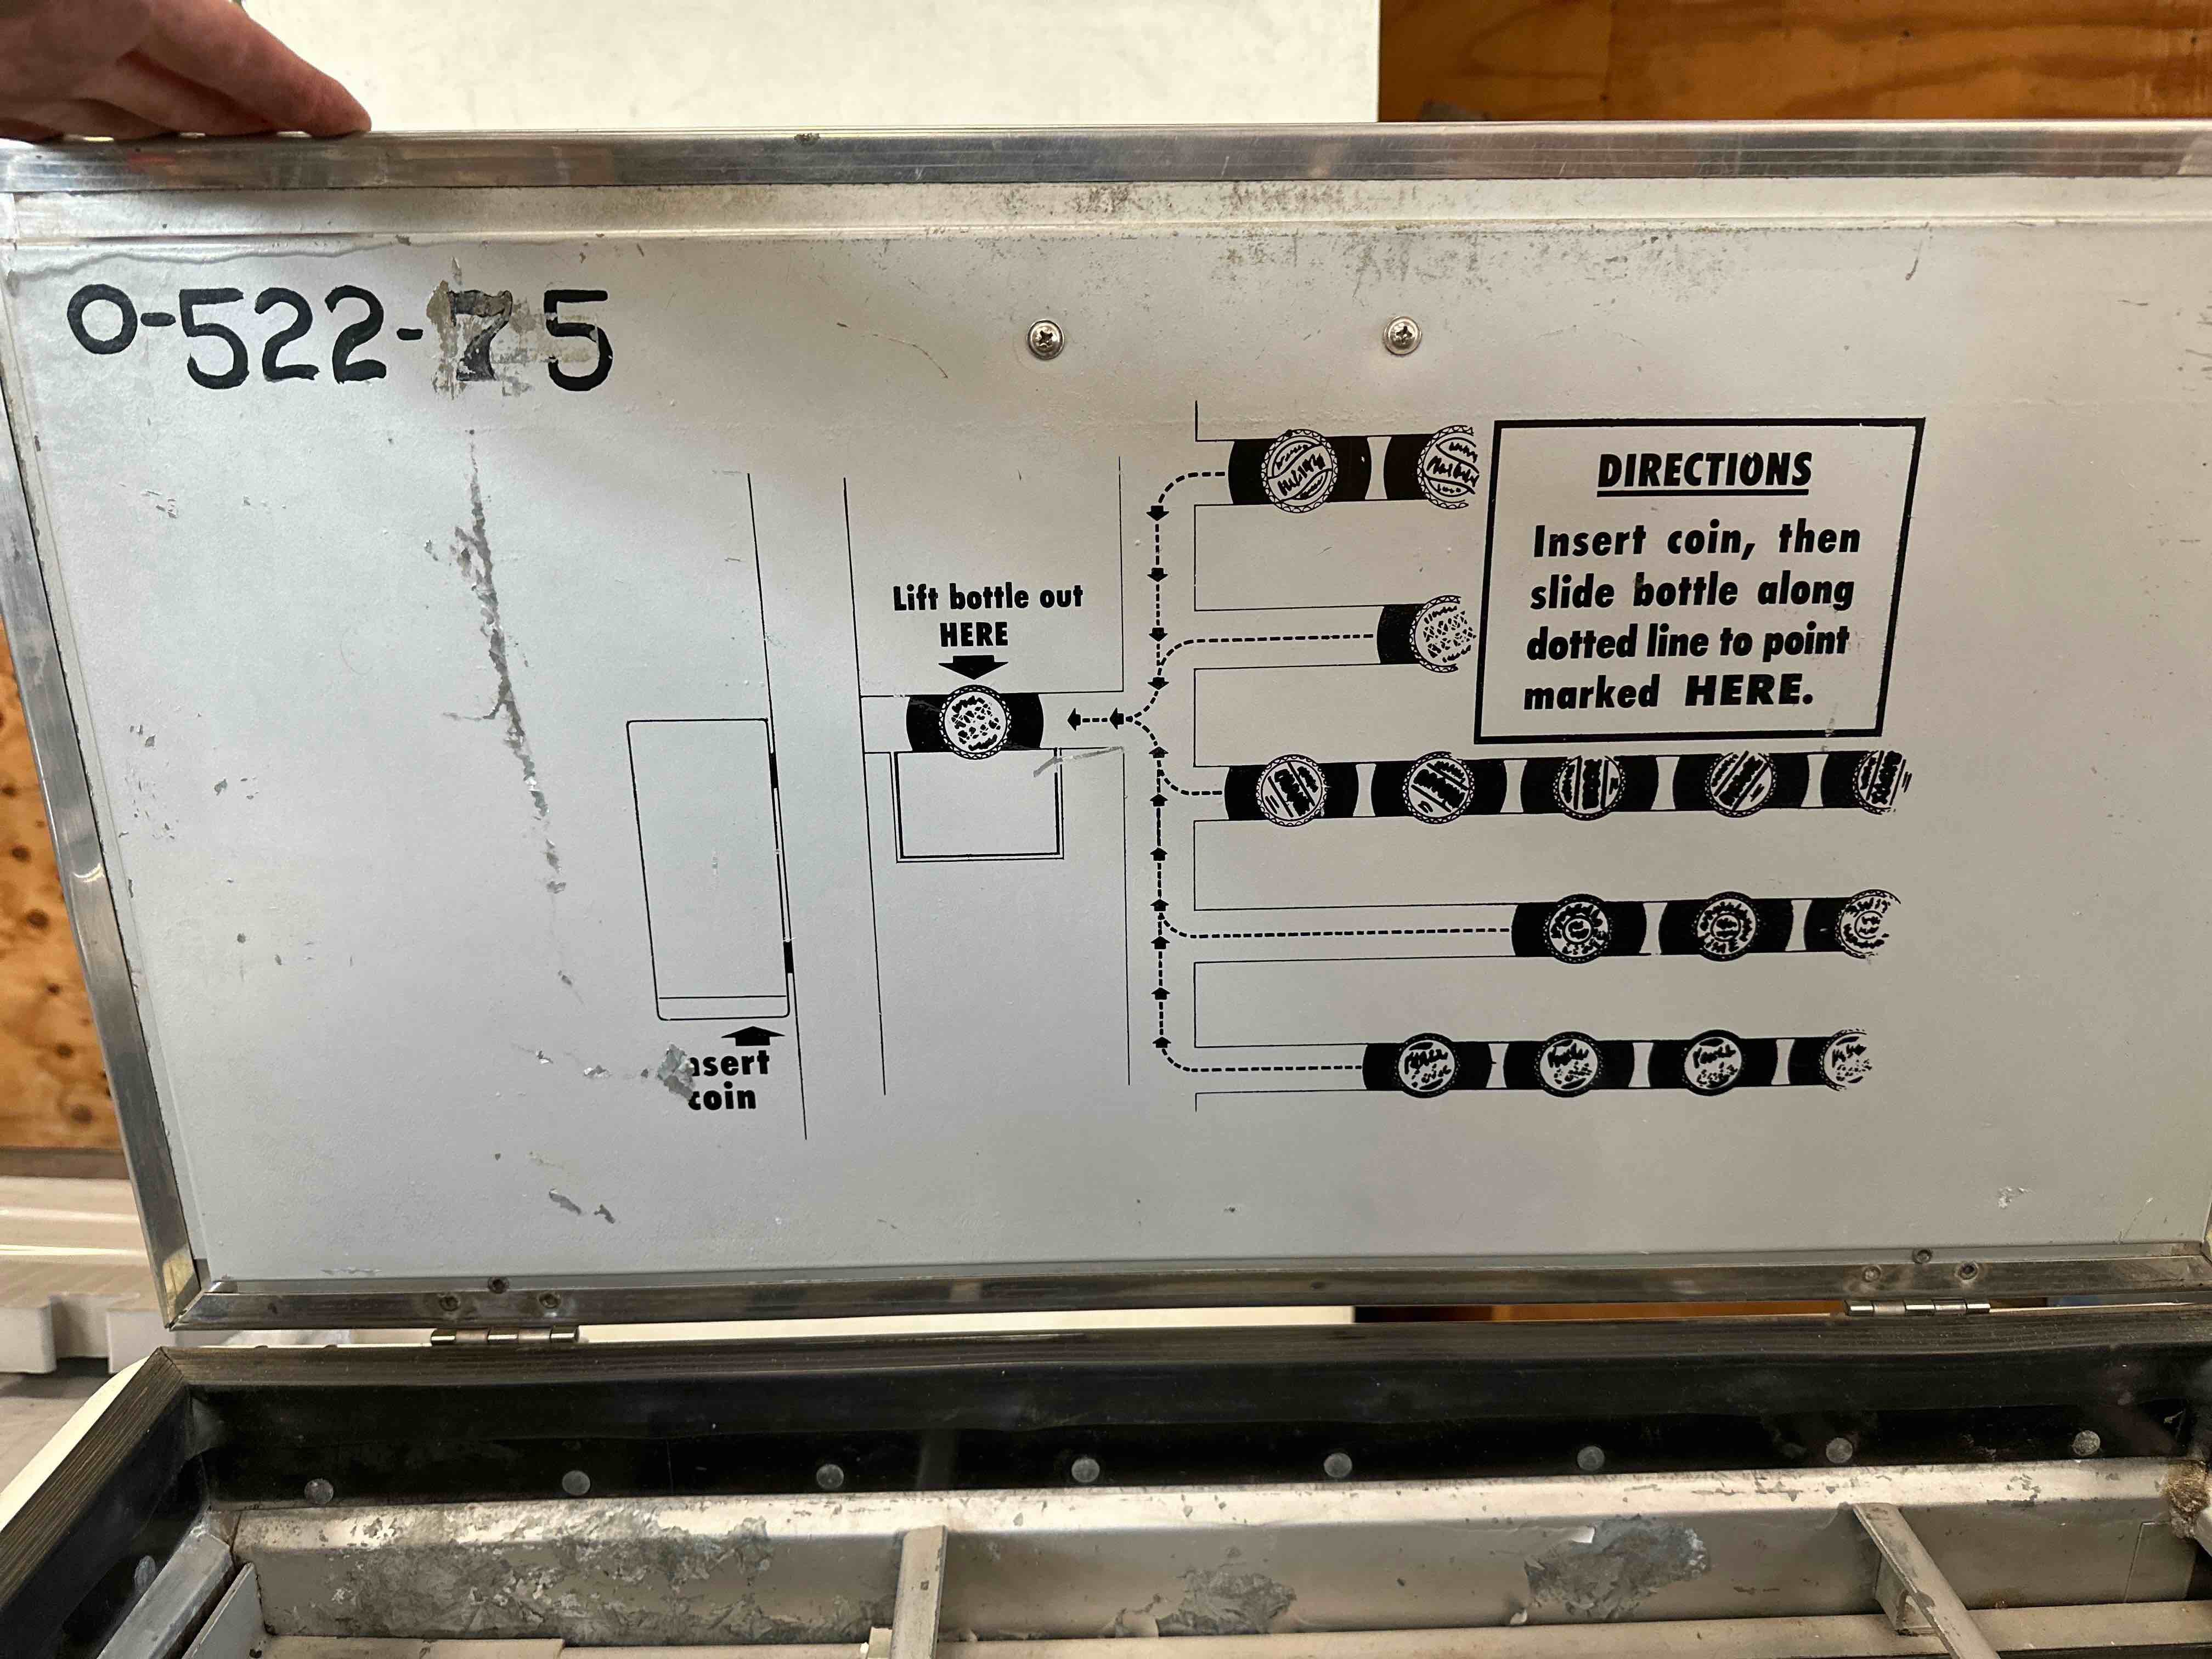 0-522-75
DIRECTIONS
Insert coin, then
slide bottle along
dotted line to point
marked HERE.
Lift bottle out
HERE
nsert
coin